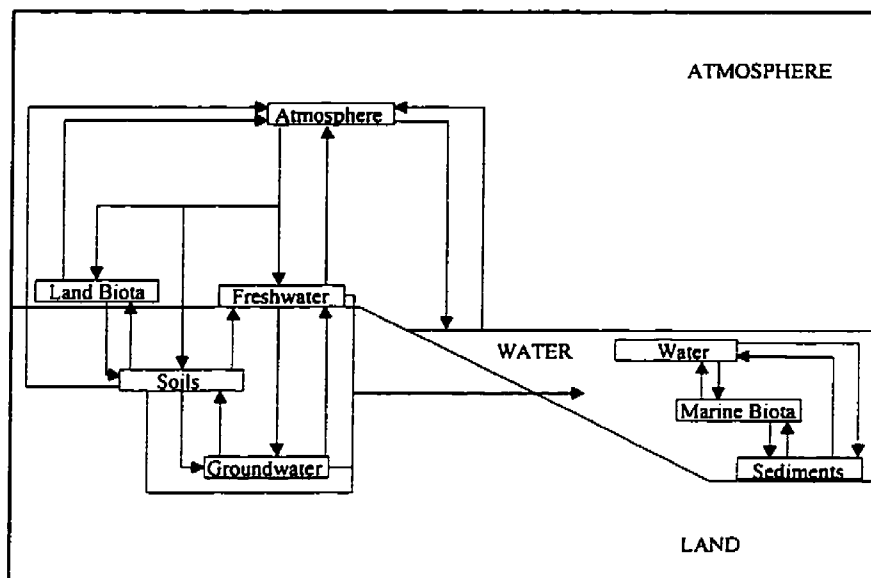 ATMOSPHERE
Atmosphere
Land Biota
Freshwater
WATER
Water
Soils
Marine Biota
Groundwater
Sediments
LAND